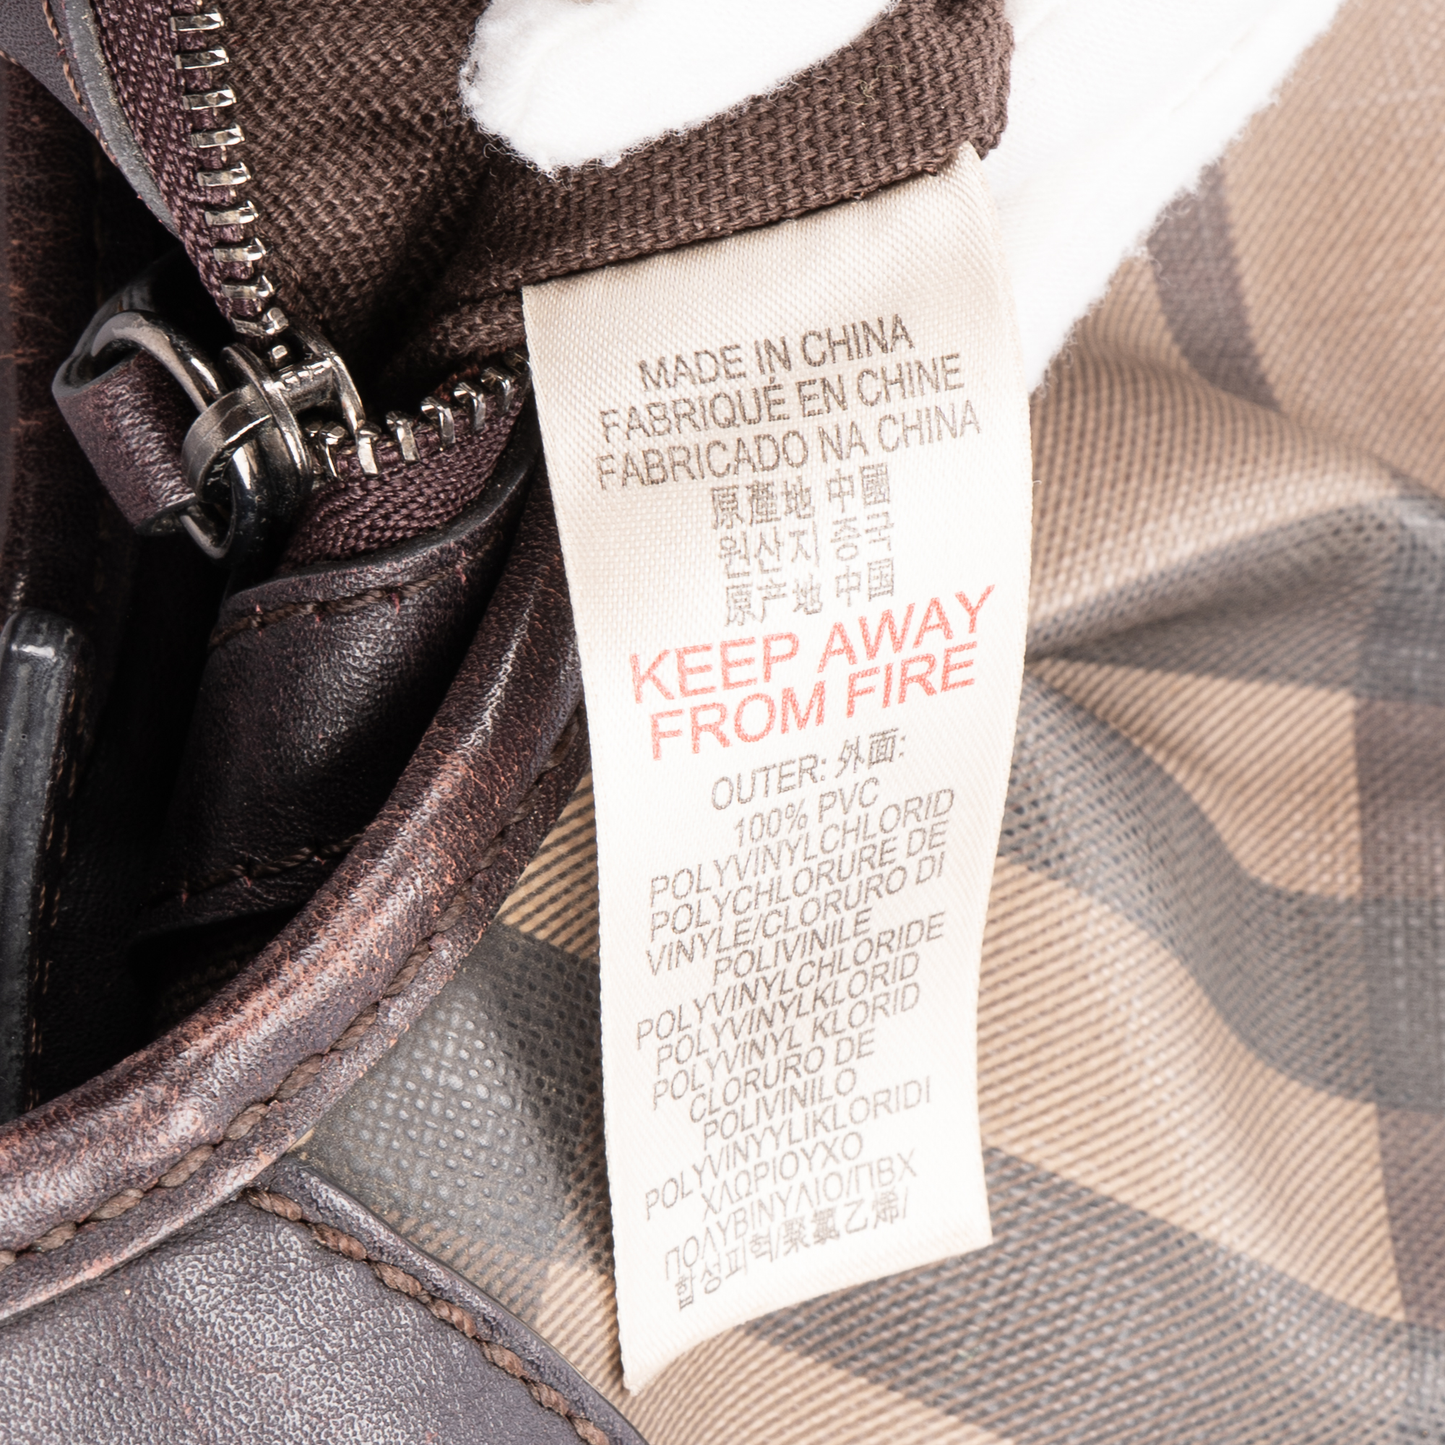 MADE IN CHINA
FABRIQUÉ EN CHINE
FABRICADO NA CHINA
原產地 中國
원산지 중국
原产地 中国
KEEP AWAY
FROM FIRE
OUTER: 外面:
100% PVC
POLYVINYLCHLORID
POLYCHLORURE DE
VINYLE/CLORURO DI
POLIVINILE
POLYVINYLCHLORIDE
POLYVINYLKLORID
POLYVINYL KLORID
CLORURO DE
POLIVINILO
POLYVINYYLIKLORIDI
ΧΛΩΡΙΟΥΧΟ
ΠΟΛΥΒΙΝΥΛΙΟ/ΠΒΧ
합성피혁/聚氯乙烯/